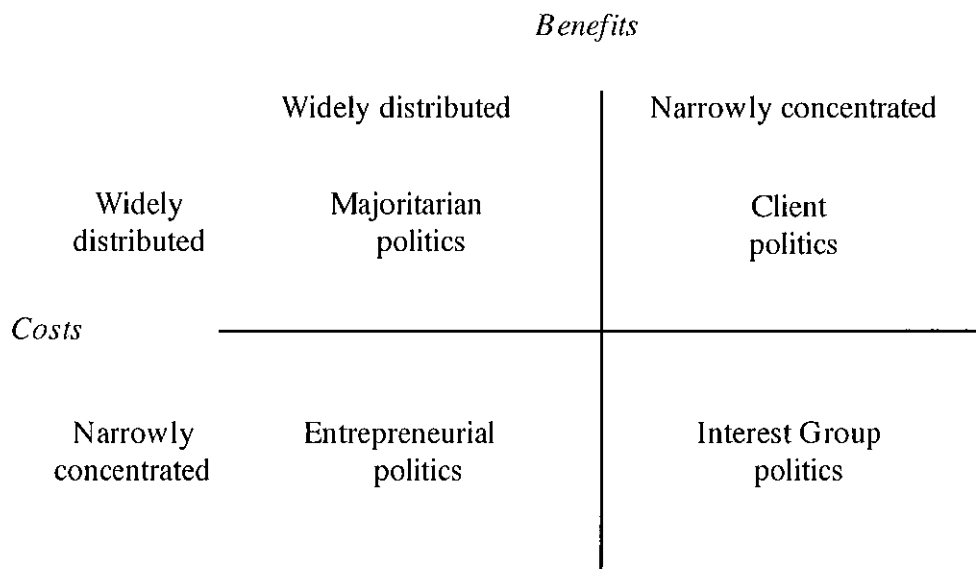 Benefits
Widely distributed
Narrowly concentrated
Widely
distributed
Majoritarian
politics
Client
politics
Costs
Narrowly
concentrated
Entrepreneurial
politics
Interest Group
politics